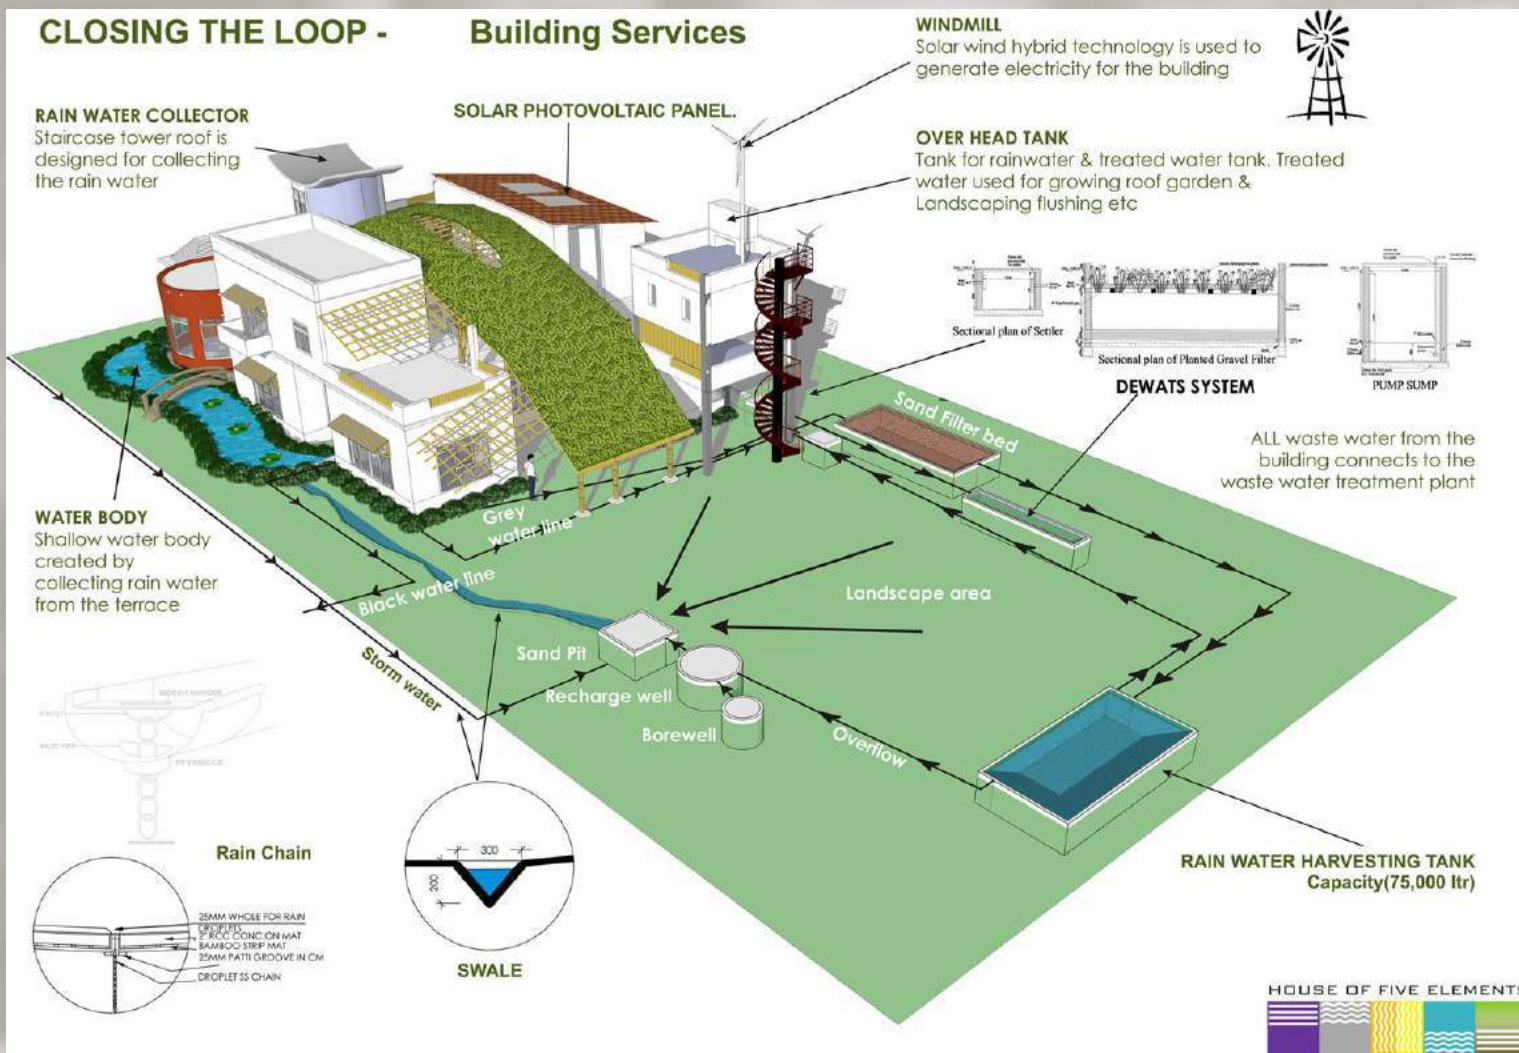 CLOSING THE LOOP - Building Services
WINDMILL
Solar wind hybrid technology is used to
generate electricity for the building
RAIN WATER COLLECTOR
Staircase tower roof is
designed for collecting
the rain water
SOLAR PHOTOVOLTAIC PANEL.
OVER HEAD TANK
Tank for rainwater & treated water tank. Treated
water used for growing roof garden &
Landscaping flushing etc
Sectional plan of Settler
Sectional plan of Planted Gravel Filter
PUMP SUMP
DEWATS SYSTEM
Sand Filter bed
ALL waste water from the
building connects to the
waste water treatment plant
WATER BODY
Shallow water body
created by
collecting rain water
from the terrace
Grey
water line
Black water line
Landscape area
Storm water
Sand Pit
Recharge well
Borewell
Overflow
Rain Chain
25MM WHOLE FOR RAIN
DROPLETS
2" RCC CONC ON MAT
BAMBOO STRIP MAT
25MM PATTI GROOVE IN CM
DROPLET SS CHAIN
300
200
SWALE
RAIN WATER HARVESTING TANK
Capacity(75,000 ltr)
HOUSE OF FIVE ELEMENTS